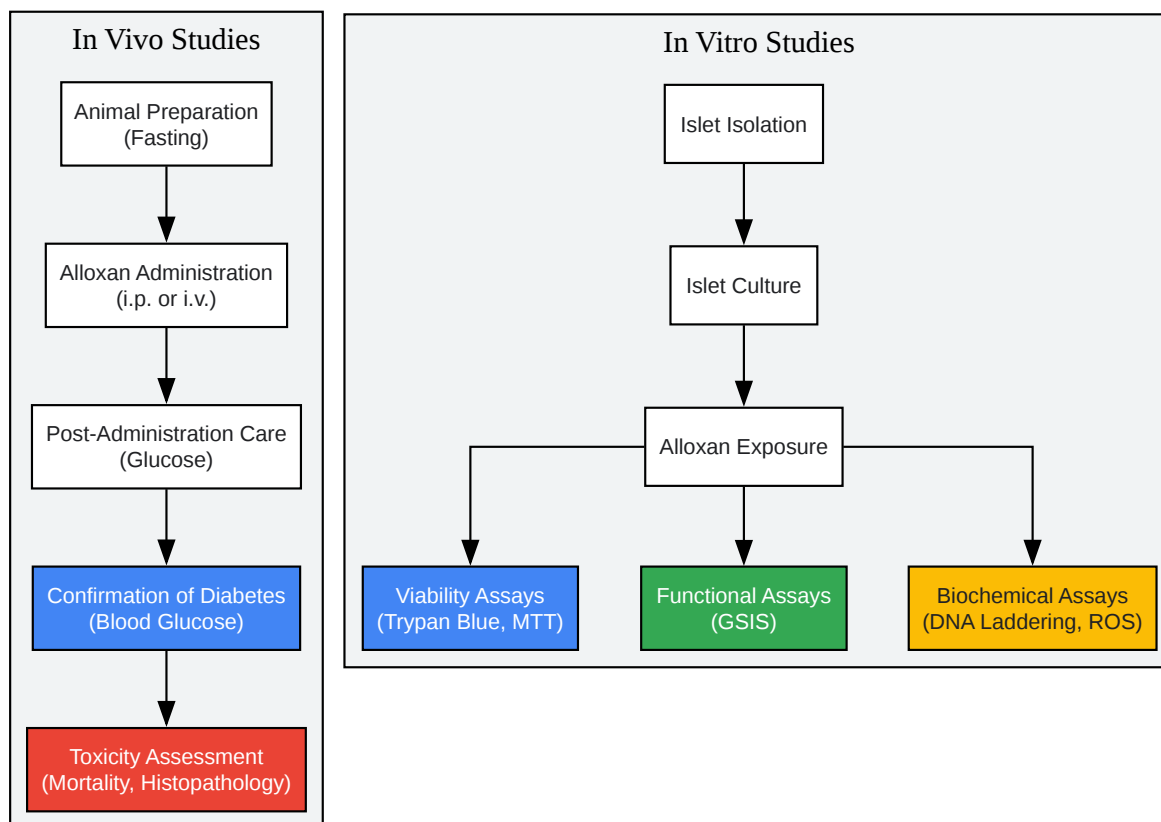 In Vivo Studies
Animal Preparation
(Fasting)
Alloxan Administration
(i.p. or i.v.)
Post-Administration Care
(Glucose)
Confirmation of Diabetes
(Blood Glucose)
Toxicity Assessment
(Mortality, Histopathology)
In Vitro Studies
Islet Isolation
Islet Culture
Alloxan Exposure
Viability Assays
(Trypan Blue, MTT)
Functional Assays
(GSIS)
Biochemical Assays
(DNA Laddering, ROS)